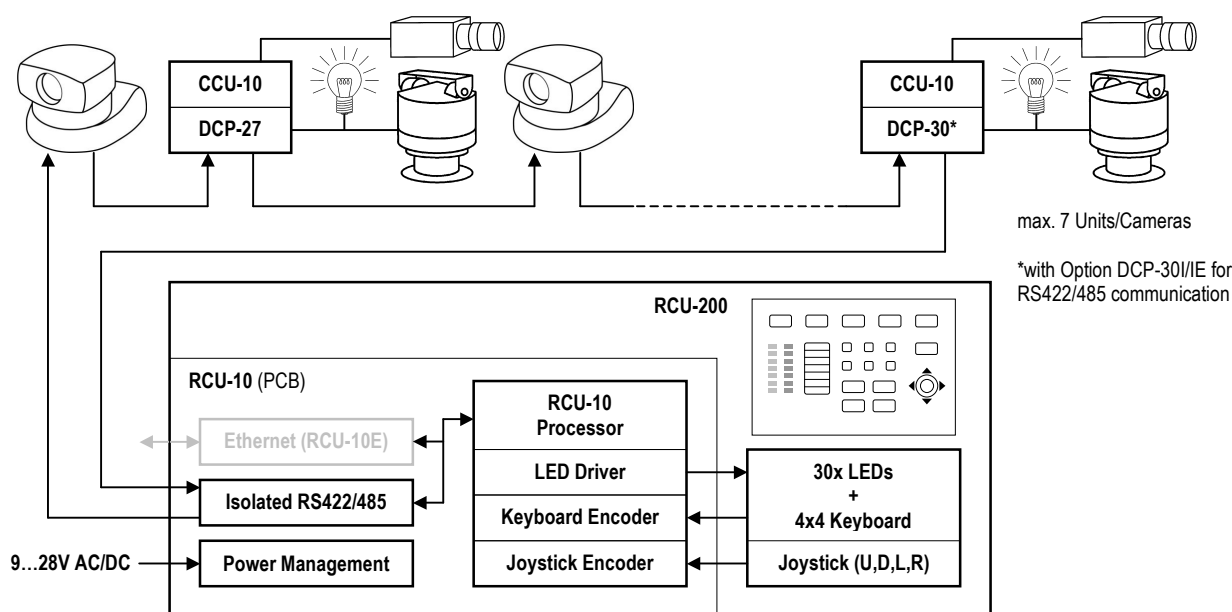 CCU-10
DCP-27
CCU-10
DCP-30*
max. 7 Units/Cameras
*with Option DCP-30I/IE for
RS422/485 communication
RCU-200
RCU-10 (PCB)
Ethernet (RCU-10E)
Isolated RS422/485
9…28V AC/DC
Power Management
RCU-10
Processor
LED Driver
Keyboard Encoder
Joystick Encoder
30x LEDs
+
4x4 Keyboard
Joystick (U,D,L,R)